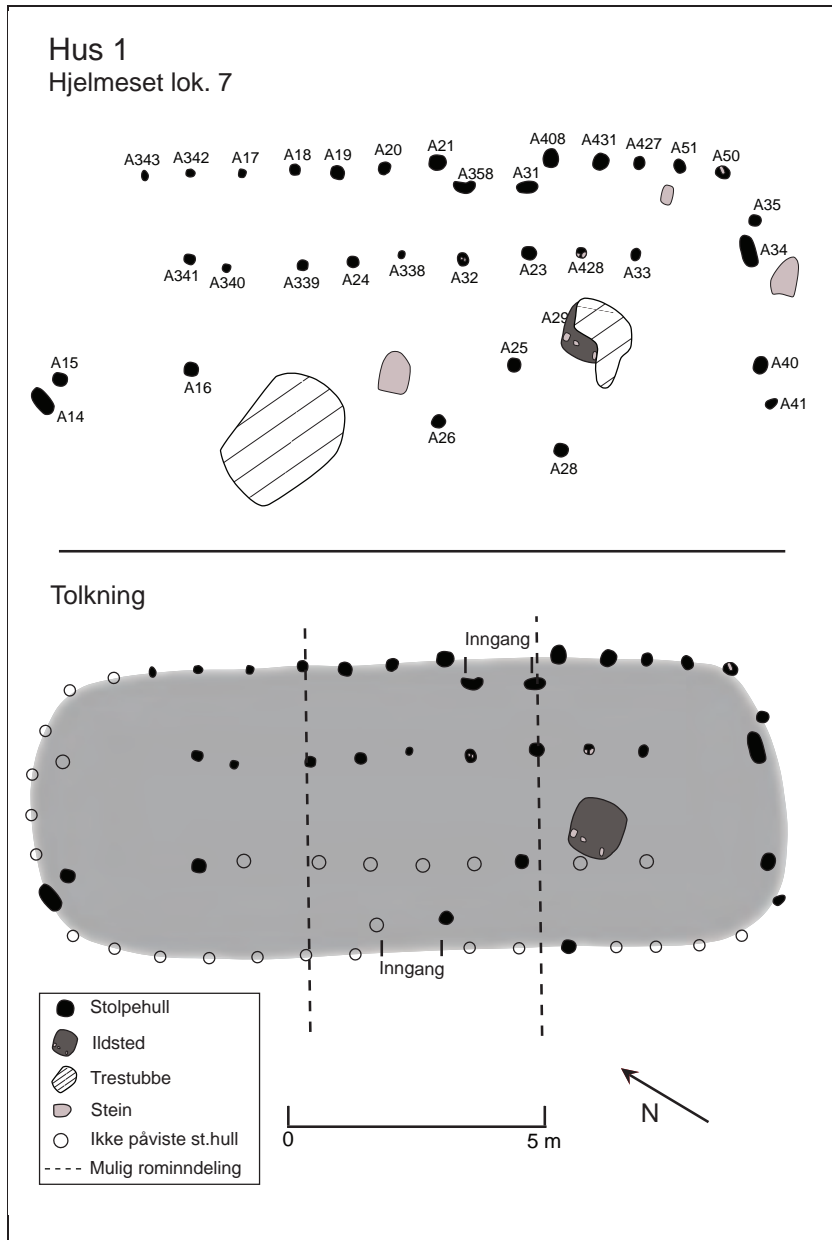 Hus 1
Hjelmeset lok. 7
A343 A342 A17 A18 A19 A20 A21 A358 A31 A408 A431 A427 A51 A50
A35
A34
A341 A340 A339 A24 A338 A32 A23 A428 A33
A29
A15 A16 A25 A40
A14 A26 A28 A41
Tolkning
Inngang
Inngang
Stolpehull
Ildsted
Trestubbe
Stein
Ikke påviste st.hull
Mulig rominndeling
0 5 m
N